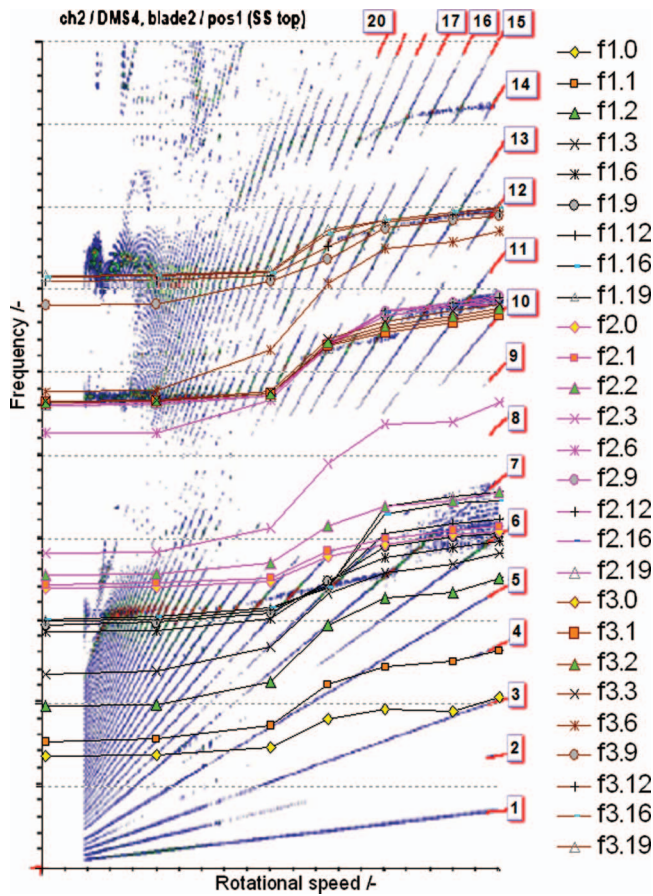 ch2 / DMS4, blade2 / pos1 (SS top)
20
17
16
15
14
13
12
11
10
9
8
7
6
5
4
3
2
1
Frequency /-
Rotational speed /-
f1.0
f1.1
f1.2
f1.3
f1.6
f1.9
f1.12
f1.16
f1.19
f2.0
f2.1
f2.2
f2.3
f2.6
f2.9
f2.12
f2.16
f2.19
f3.0
f3.1
f3.2
f3.3
f3.6
f3.9
f3.12
f3.16
f3.19